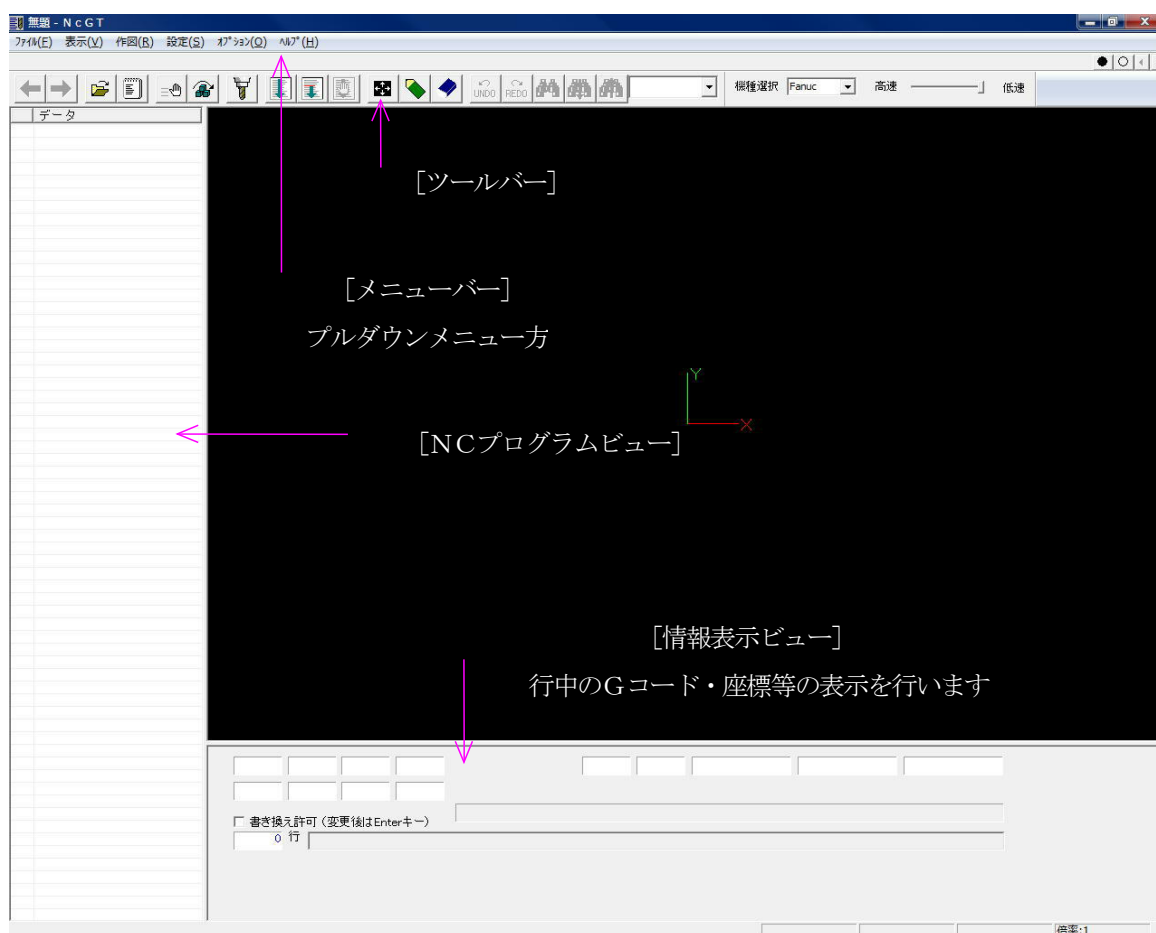 無題 - NcGT
ﾌｧｲﾙ(F) 表示(V) 作図(R) 設定(S) ｵﾌﾟｼｮﾝ(O) ﾍﾙﾌﾟ(H)
UNDO REDO 機種選択 Fanuc 高速 低速
データ
［ツールバー］
［メニューバー］
プルダウンメニュー方
Y
X
［ＮＣプログラムビュー］
［情報表示ビュー］
行中のＧコード・座標等の表示を行います
書き換え許可（変更後はEnterキー）
0 行
倍率:1